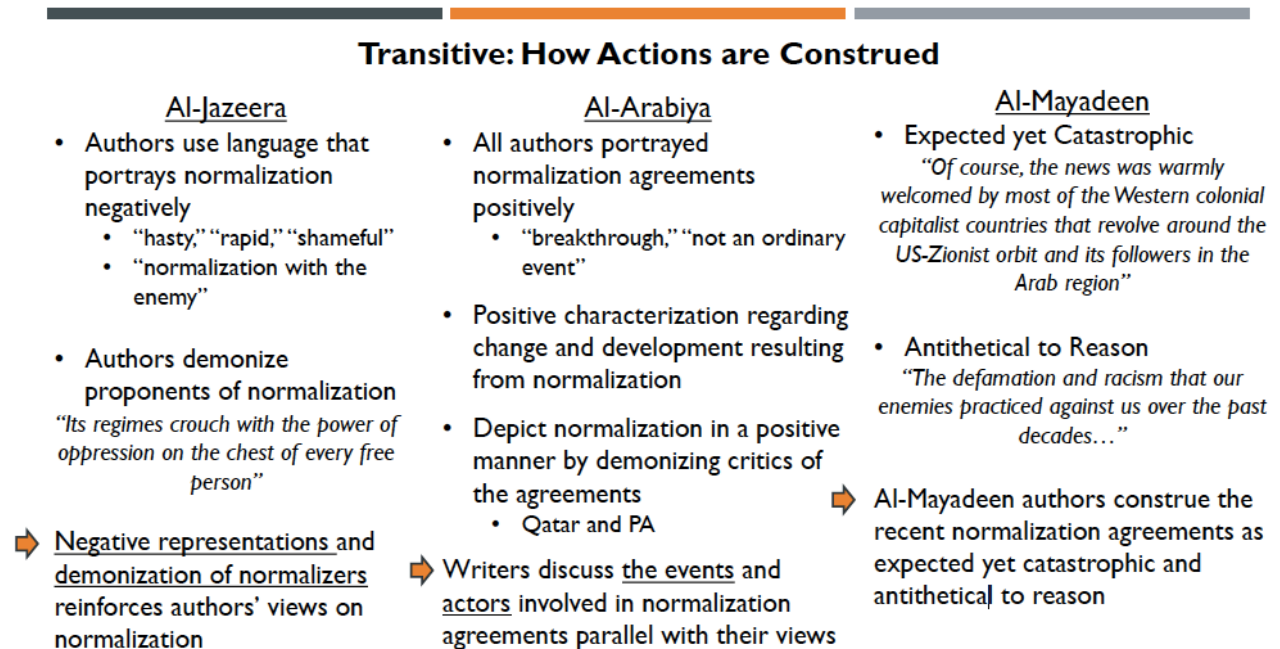 Transitive: How Actions are Construed
Al-Jazeera
• Authors use language that
portrays normalization
negatively
• “hasty,” “rapid,” “shameful”
• “normalization with the
enemy”
• Authors demonize
proponents of normalization
“Its regimes crouch with the power of
oppression on the chest of every free
person”
Negative representations and
demonization of normalizers
reinforces authors’ views on
normalization
Al-Arabiya
• All authors portrayed
normalization agreements
positively
• “breakthrough,” “not an ordinary
event”
• Positive characterization regarding
change and development resulting
from normalization
• Depict normalization in a positive
manner by demonizing critics of
the agreements
• Qatar and PA
Writers discuss the events and
actors involved in normalization
agreements parallel with their views
Al-Mayadeen
• Expected yet Catastrophic
“Of course, the news was warmly
welcomed by most of the Western colonial
capitalist countries that revolve around the
US-Zionist orbit and its followers in the
Arab region”
• Antithetical to Reason
“The defamation and racism that our
enemies practiced against us over the past
decades…”
Al-Mayadeen authors construe the
recent normalization agreements as
expected yet catastrophic and
antithetical to reason